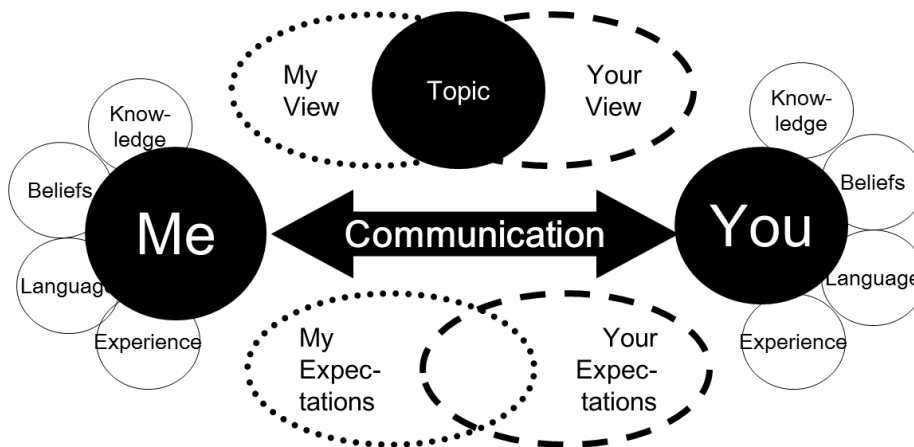 My
View
Topic
Your
View
Know-
ledge
Beliefs
Language
Experience
Me
Communication
You
Know-
ledge
Beliefs
Language
Experience
My
Expec-
tations
Your
Expec-
tations